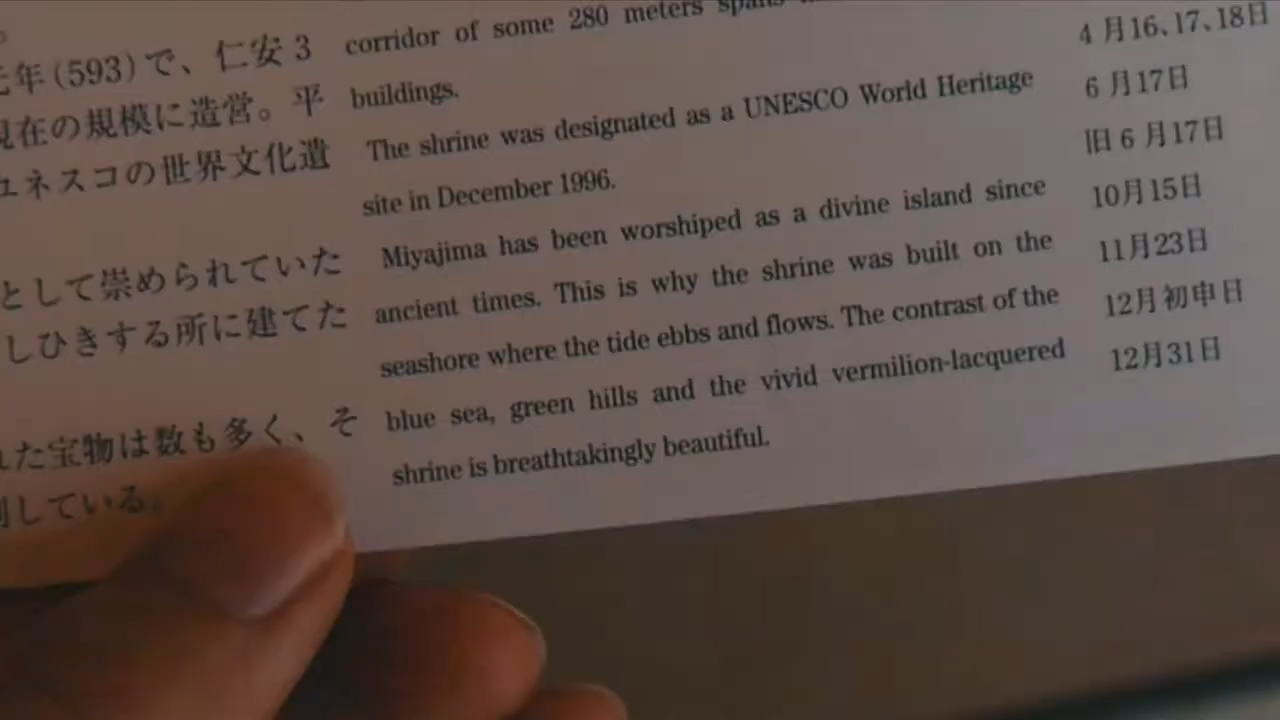 年(593)で、仁安3
現在の規模に造営。平
ユネスコの世界文化遺
として崇められていた
しひきする所に建てた
れた宝物は数も多く、そ
している。
corridor of some 280 meters spans
buildings.
The shrine was designated as a UNESCO World Heritage
site in December 1996.
Miyajima has been worshiped as a divine island since
ancient times. This is why the shrine was built on the
seashore where the tide ebbs and flows. The contrast of the
blue sea, green hills and the vivid vermilion-lacquered
shrine is breathtakingly beautiful.
4月16、17、18日
6月17日
旧6月17日
10月15日
11月23日
12月初申日
12月31日